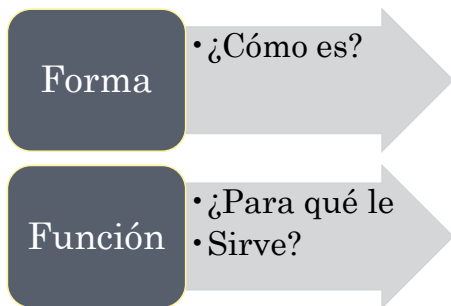 Forma
•¿Cómo es?
Función
•¿Para qué le
•Sirve?